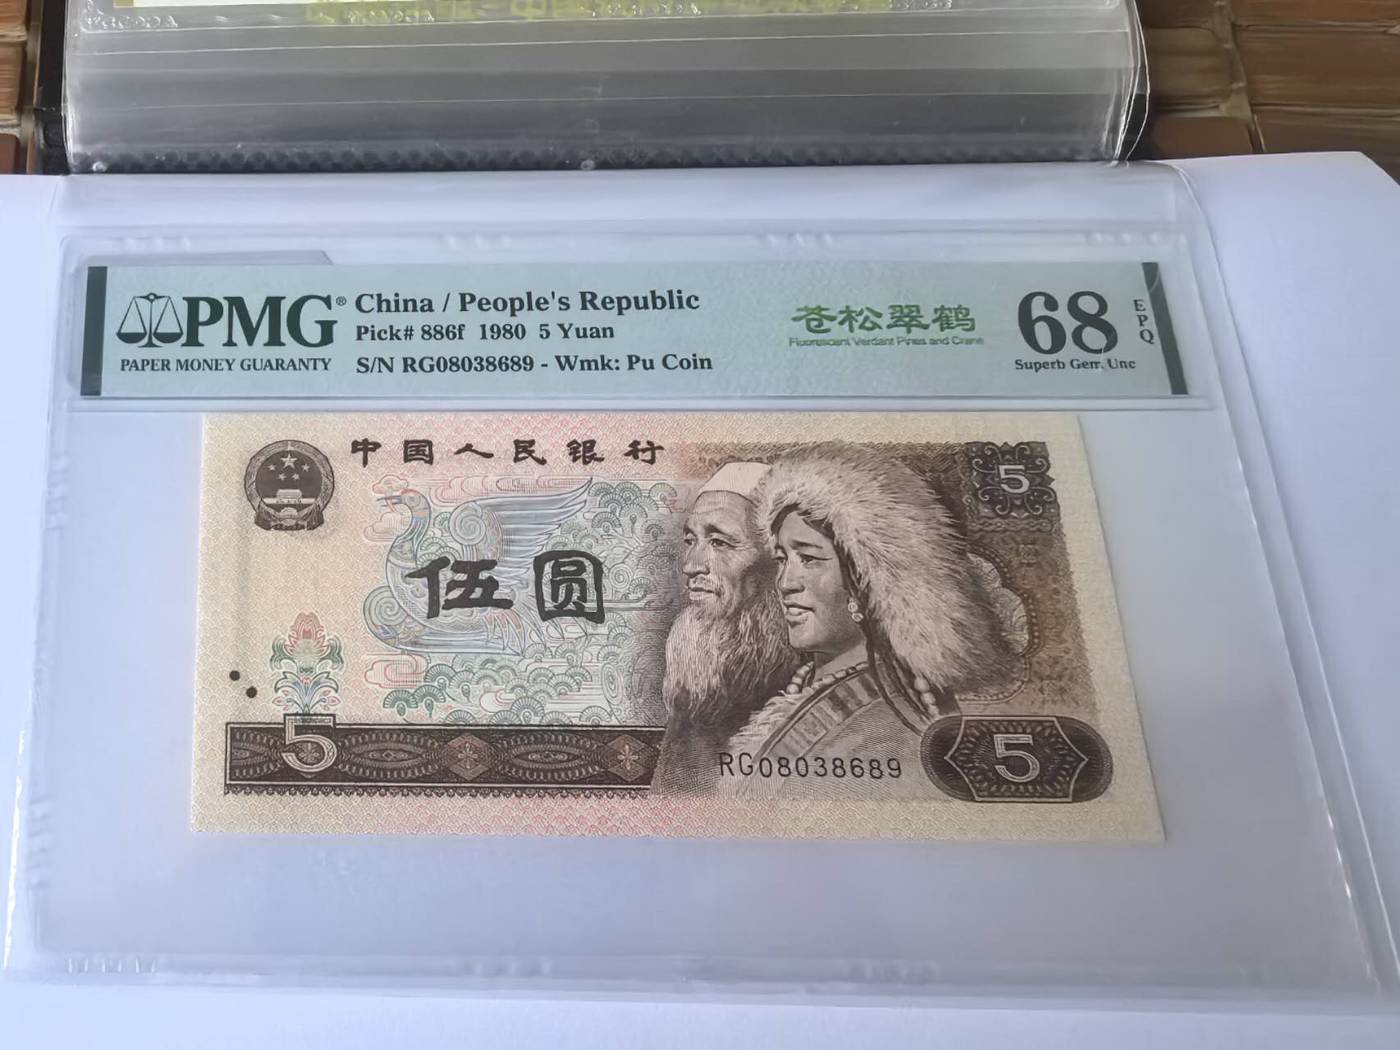 PMG® China / People's Republic
PAPER MONEY GUARANTY
Pick# 886f 1980 5 Yuan
S/N RG08038689 - Wmk: Pu Coin
苍松翠鹤
Fluorescent Verdant Pines and Crane
68
EPQ
Superb Gem Unc
中国人民银行
5
伍圆
5
RG08038689
5